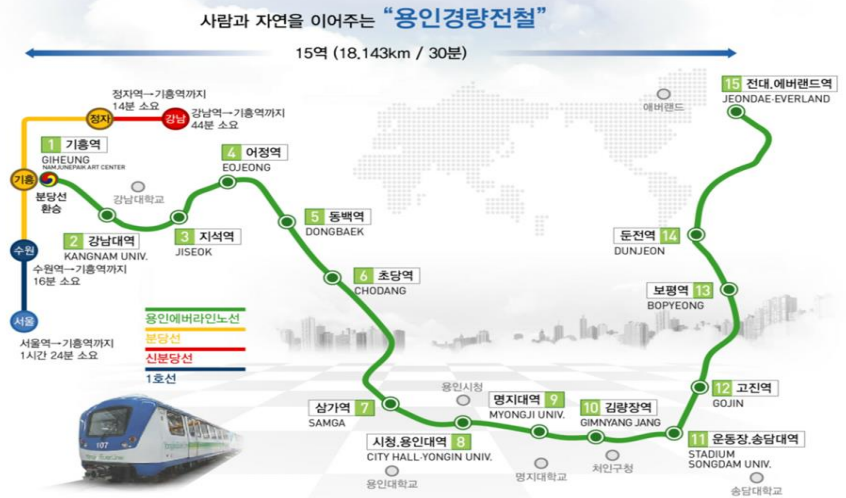 사람과 자연을 이어주는 "용인경량전철"
15역 (18.143km / 30분)
정자역→기흥역까지
14분 소요
정자
강남
강남역→기흥역까지
44분 소요
1 기흥역
GIHEUNG
NAMJUNEPAIK ART CENTER
기흥
분당선
환승
강남대학교
2 강남대역
KANGNAM UNIV.
3 지석역
JISEOK
4 어정역
EOJEONG
5 동백역
DONGBAEK
6 초당역
CHODANG
수원
수원역→기흥역까지
16분 소요
서울
서울역→기흥역까지
1시간 24분 소요
용인에버라인노선
분당선
신분당선
1호선
107
삼가역 7
SAMGA
용인시청
시청.용인대역 8
CITY HALL·YONGIN UNIV.
용인대학교
명지대역 9
MYONGJI UNIV.
명지대학교
10 김량장역
GIMNYANG JANG
처인구청
11 운동장.송담대역
STADIUM
SONGDAM UNIV.
송담대학교
12 고진역
GOJIN
보평역 13
BOPYEONG
둔전역 14
DUNJEON
애버랜드
15 전대.에버랜드역
JEONDAE·EVERLAND